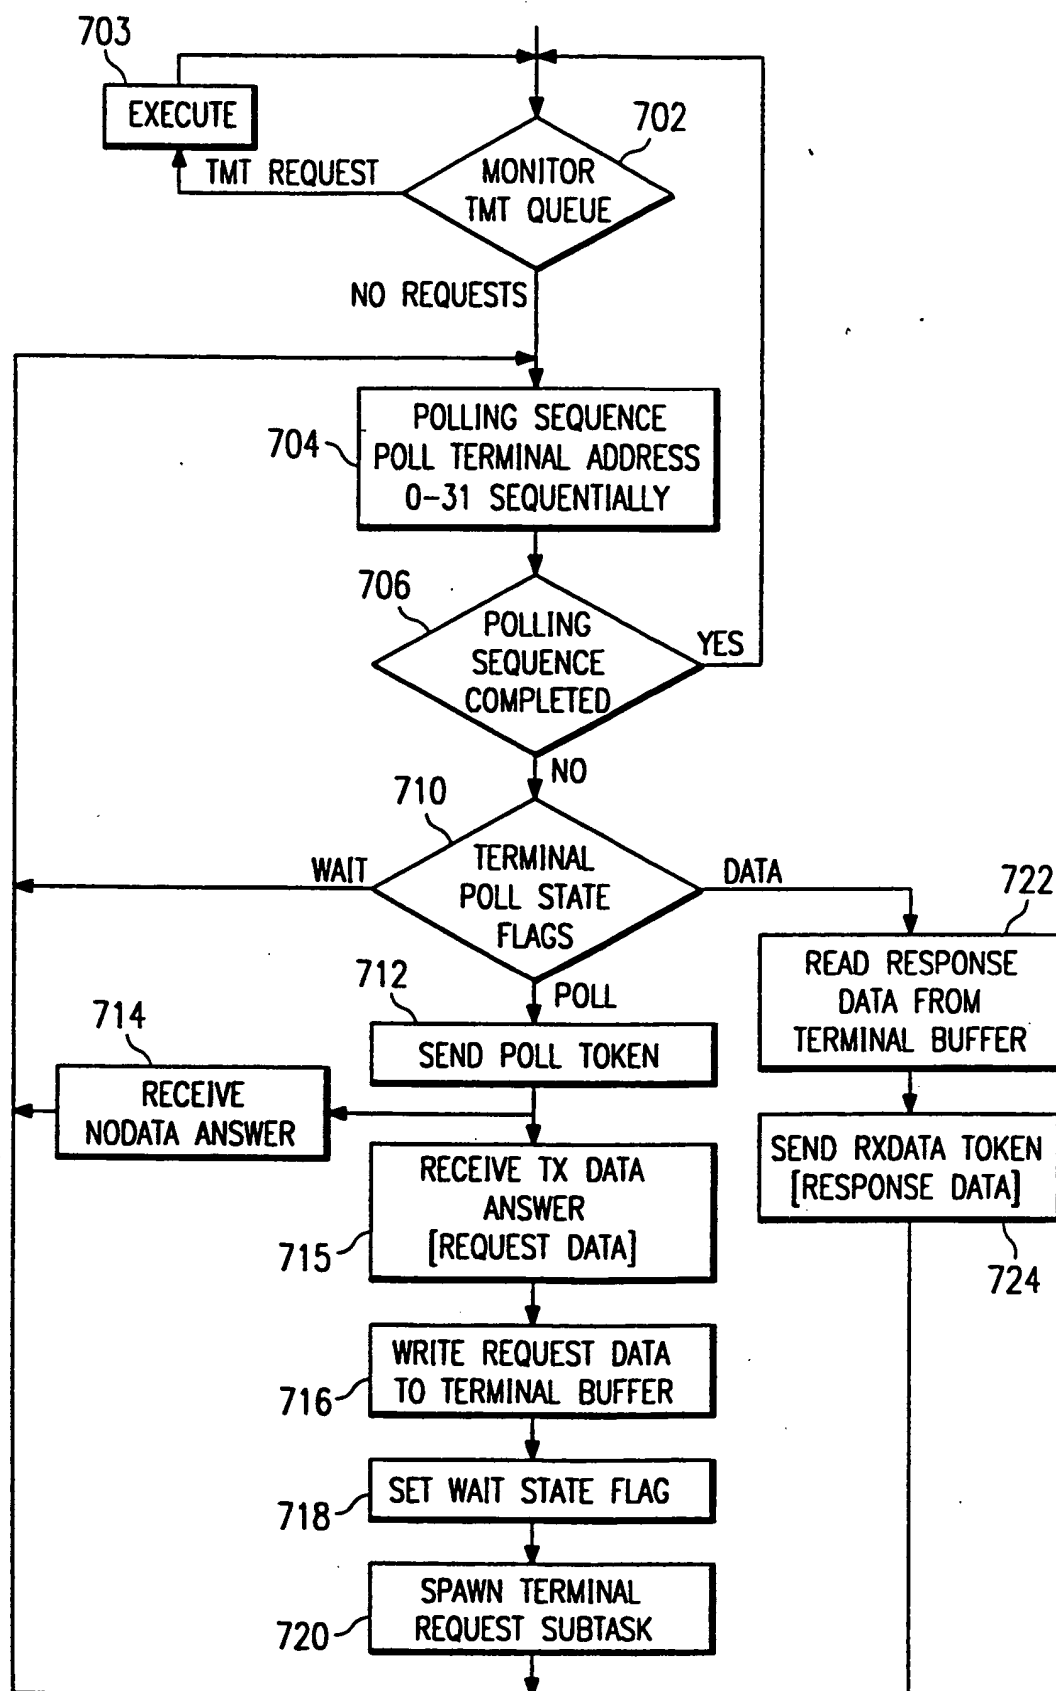 703
EXECUTE
702
TMT REQUEST
MONITOR
TMT QUEUE
NO REQUESTS
704
POLLING SEQUENCE
POLL TERMINAL ADDRESS
0-31 SEQUENTIALLY
706
POLLING
SEQUENCE
COMPLETED
YES
NO
710
WAIT
TERMINAL
POLL STATE
FLAGS
DATA
722
READ RESPONSE
DATA FROM
TERMINAL BUFFER
POLL
712
SEND POLL TOKEN
714
RECEIVE
NODATA ANSWER
RECEIVE TX DATA
ANSWER
[REQUEST DATA]
715
SEND RXDATA TOKEN
[RESPONSE DATA]
724
WRITE REQUEST DATA
TO TERMINAL BUFFER
716
SET WAIT STATE FLAG
718
SPAWN TERMINAL
REQUEST SUBTASK
720